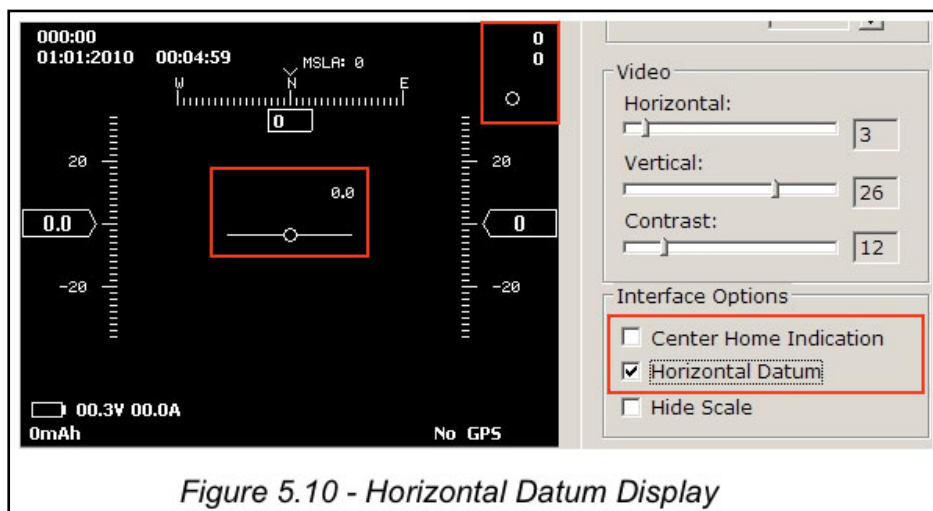 000:00
01:01:2010 00:04:59
MSLA: 0
W N E
0
0
0
20
20
0.0
0.0
0
-20
-20
00.3V 00.0A
0mAh
No GPS
Video
Horizontal:
3
Vertical:
26
Contrast:
12
Interface Options
Center Home Indication
Horizontal Datum
Hide Scale
Figure 5.10 - Horizontal Datum Display